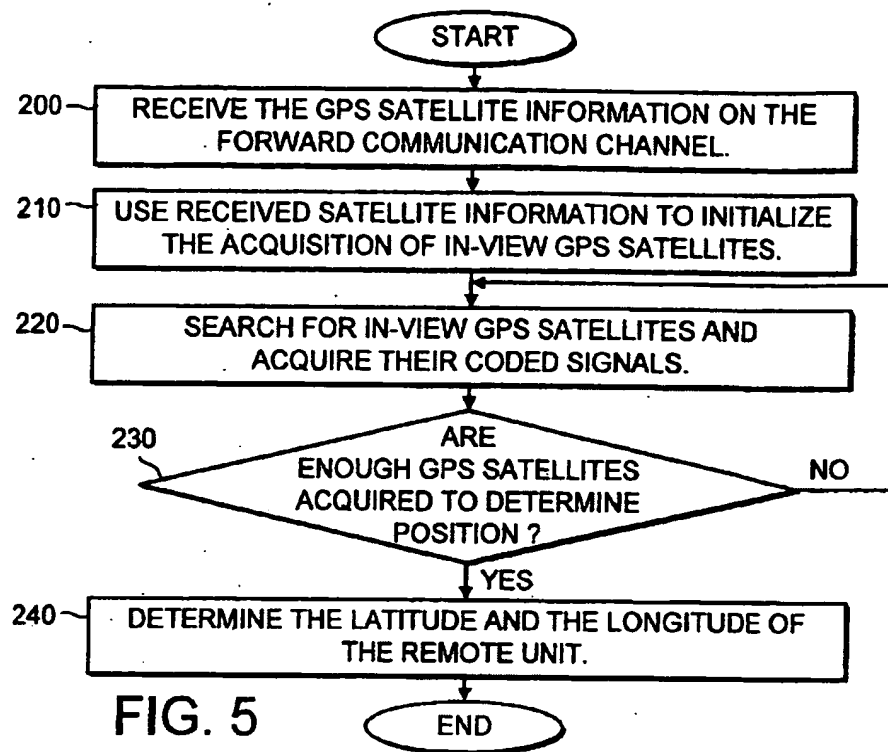 START
200
RECEIVE THE GPS SATELLITE INFORMATION ON THE
FORWARD COMMUNICATION CHANNEL.
210
USE RECEIVED SATELLITE INFORMATION TO INITIALIZE
THE ACQUISITION OF IN-VIEW GPS SATELLITES.
220
SEARCH FOR IN-VIEW GPS SATELLITES AND
ACQUIRE THEIR CODED SIGNALS.
230
ARE
ENOUGH GPS SATELLITES
ACQUIRED TO DETERMINE
POSITION ?
NO
YES
240
DETERMINE THE LATITUDE AND THE LONGITUDE OF
THE REMOTE UNIT.
FIG. 5
END